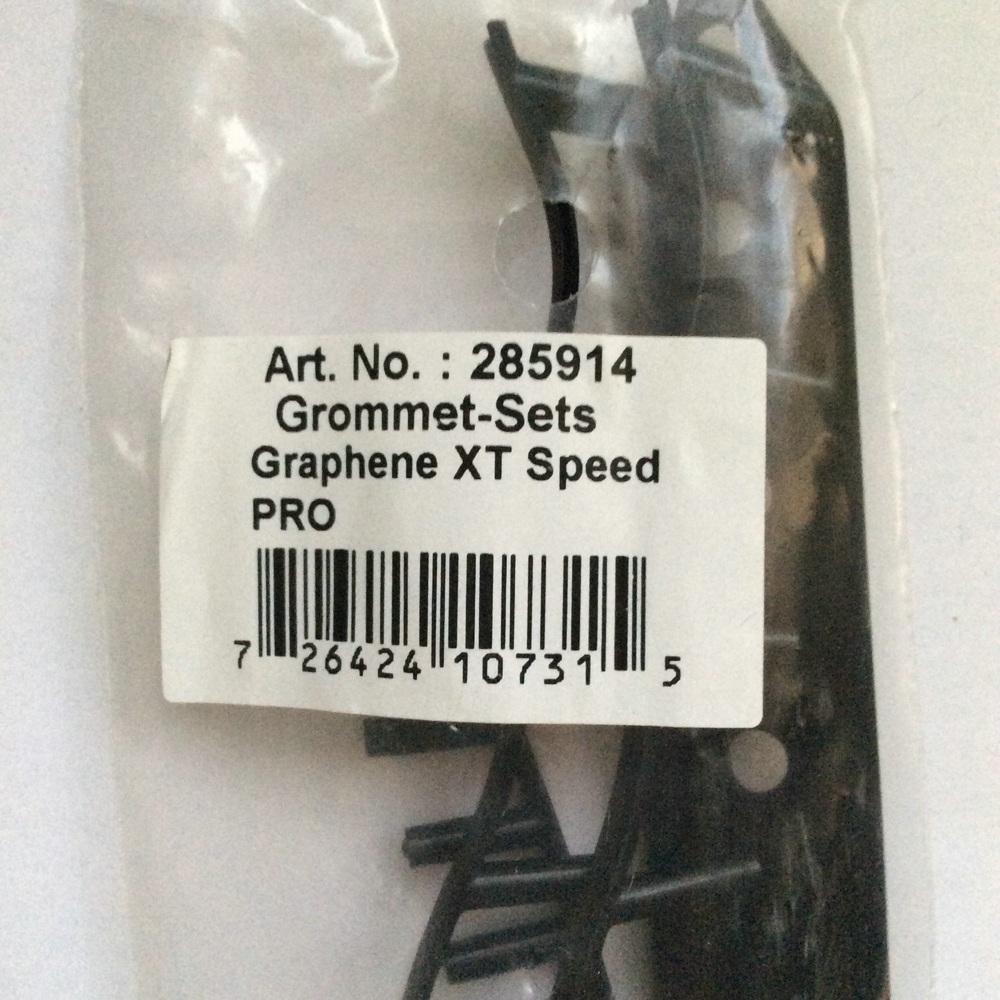 Art. No. : 285914
Grommet-Sets
Graphene XT Speed
PRO
7 26424 10731 5